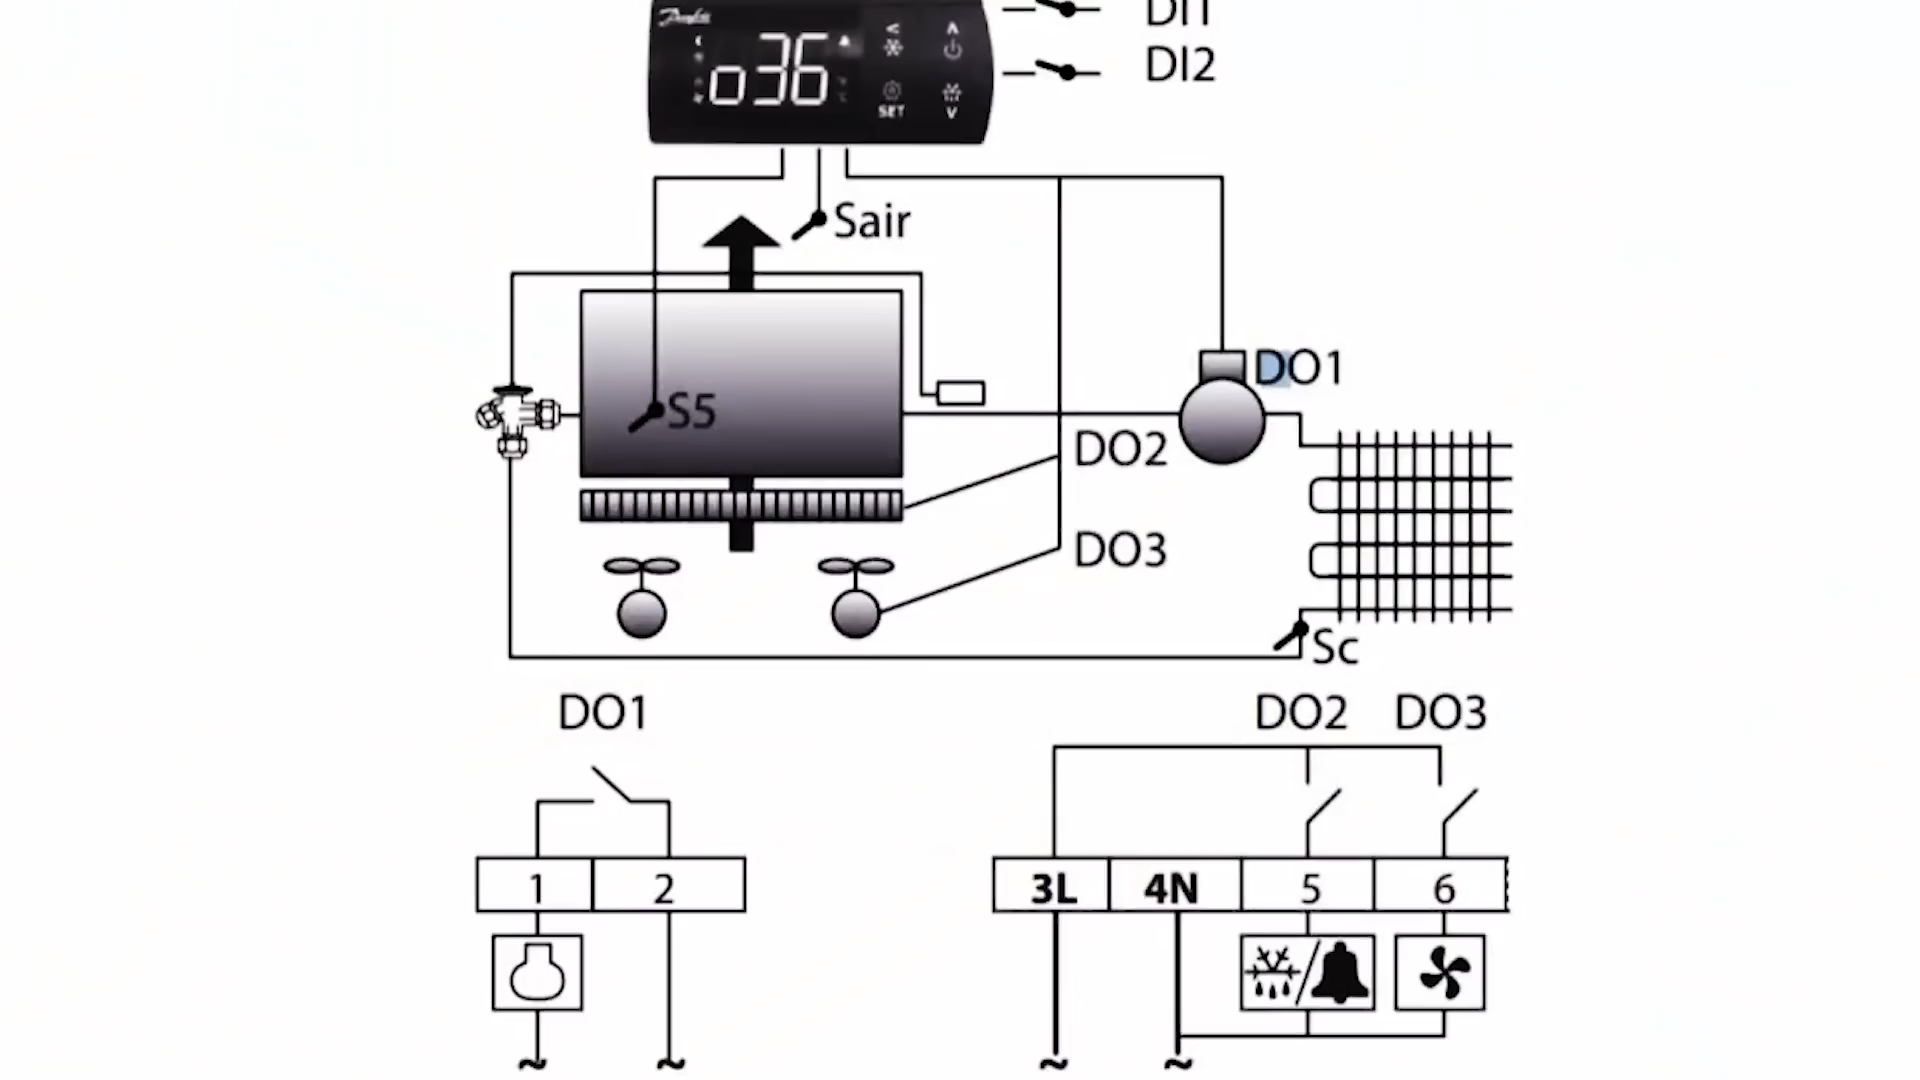 Danfoss
DI1
o36
SET
DI2
Sair
DO1
S5
DO2
DO3
Sc
DO1
DO2 DO3
1 2
3L 4N 5 6
~ ~ ~ ~